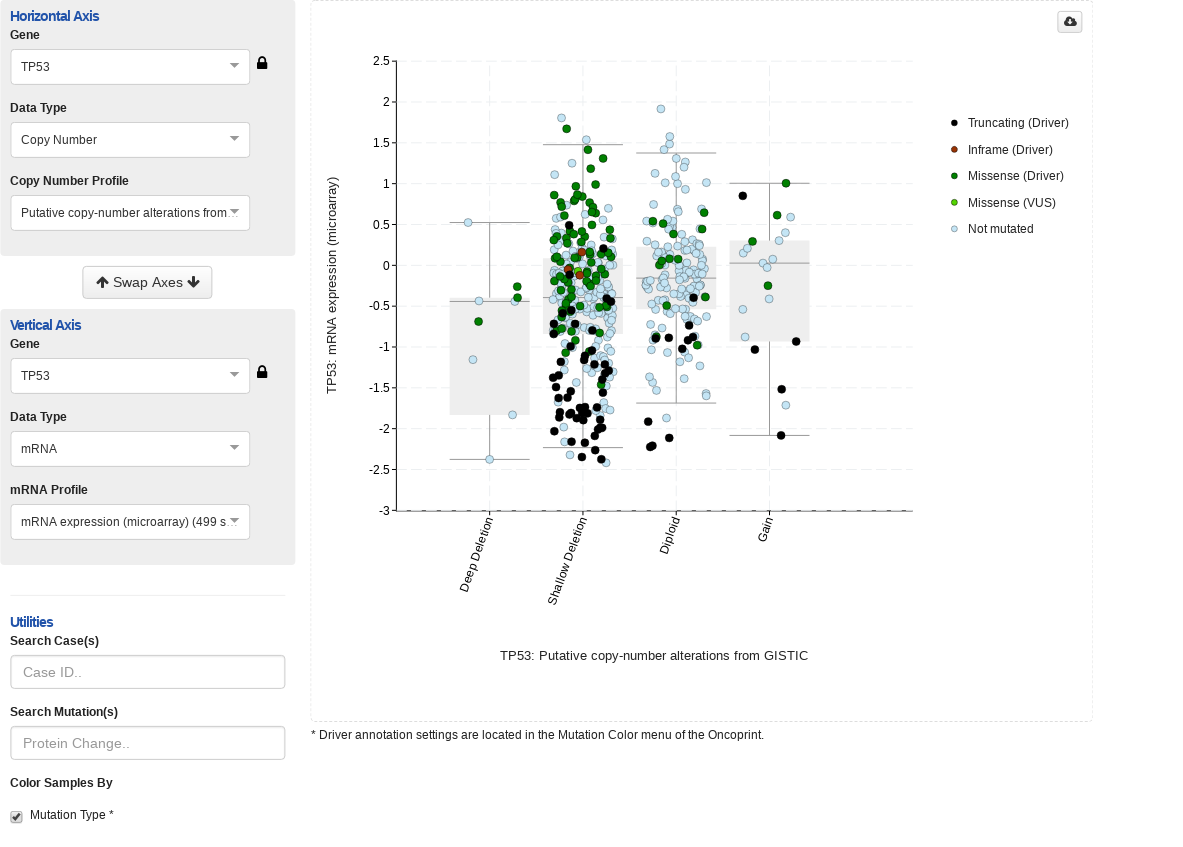 Horizontal Axis
Gene
TP53
Data Type
Copy Number
Copy Number Profile
Putative copy-number alterations from...
Swap Axes
Vertical Axis
Gene
TP53
Data Type
mRNA
mRNA Profile
mRNA expression (microarray) (499 s...
Utilities
Search Case(s)
Case ID..
Search Mutation(s)
Protein Change..
Color Samples By
Mutation Type *
TP53: mRNA expression (microarray)
2.5
2
1.5
1
0.5
0
-0.5
-1
-1.5
-2
-2.5
-3
Deep Deletion
Shallow Deletion
Diploid
Gain
TP53: Putative copy-number alterations from GISTIC
Truncating (Driver)
Inframe (Driver)
Missense (Driver)
Missense (VUS)
Not mutated
* Driver annotation settings are located in the Mutation Color menu of the Oncoprint.